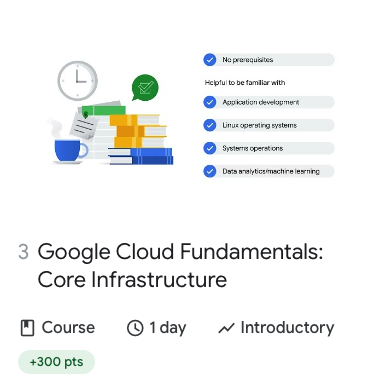 No prerequisites
Helpful to be familiar with
Application development
Linux operating systems
Systems operations
Data analytics/machine learning
3 Google Cloud Fundamentals:
Core Infrastructure
Course 1 day Introductory
+300 pts